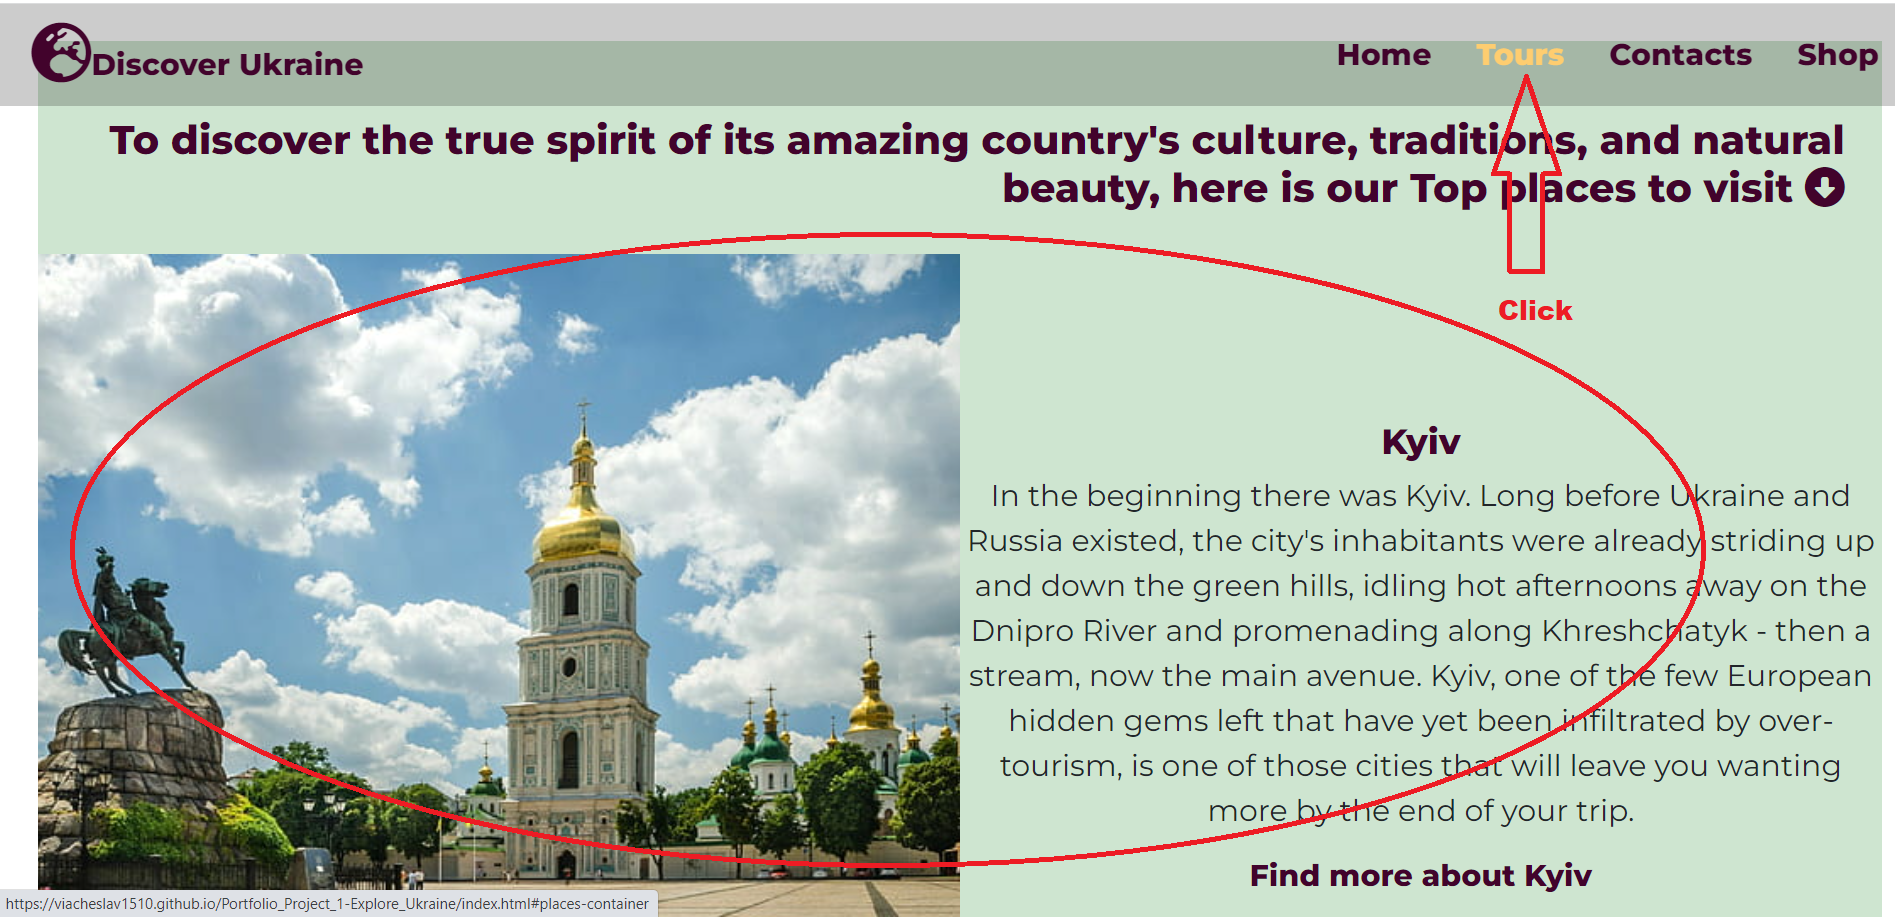 Discover Ukraine
Home Tours Contacts Shop
To discover the true spirit of its amazing country's culture, traditions, and natural
beauty, here is our Top places to visit
Click
Kyiv
In the beginning there was Kyiv. Long before Ukraine and
Russia existed, the city's inhabitants were already striding up
and down the green hills, idling hot afternoons away on the
Dnipro River and promenading along Khreshchatyk - then a
stream, now the main avenue. Kyiv, one of the few European
hidden gems left that have yet been infiltrated by over-
tourism, is one of those cities that will leave you wanting
more by the end of your trip.
Find more about Kyiv
https://viacheslav1510.github.io/Portfolio_Project_1-Explore_Ukraine/index.html#places-container